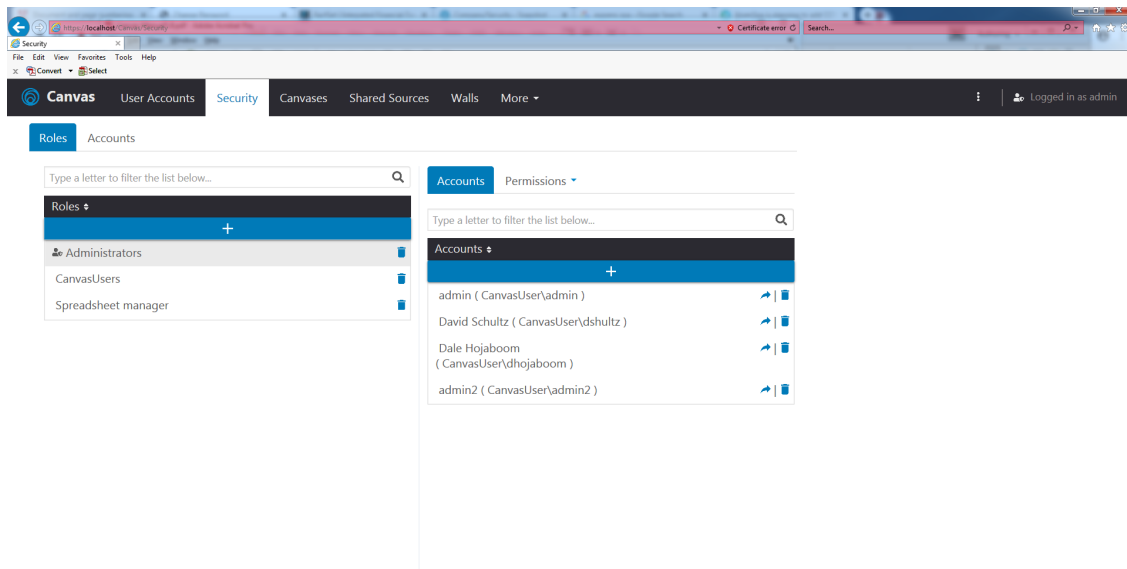 https://localhost/Canvas/Security
Certificate error
Search...
Security
File Edit View Favorites Tools Help
x Convert Select
Canvas User Accounts Security Canvases Shared Sources Walls More Logged in as admin
Roles Accounts
Type a letter to filter the list below...
Roles
+
Administrators
CanvasUsers
Spreadsheet manager
Accounts Permissions
Type a letter to filter the list below...
Accounts
+
admin ( CanvasUser\admin )
David Schultz ( CanvasUser\dshultz )
Dale Hojaboom
( CanvasUser\dhojaboom )
admin2 ( CanvasUser\admin2 )